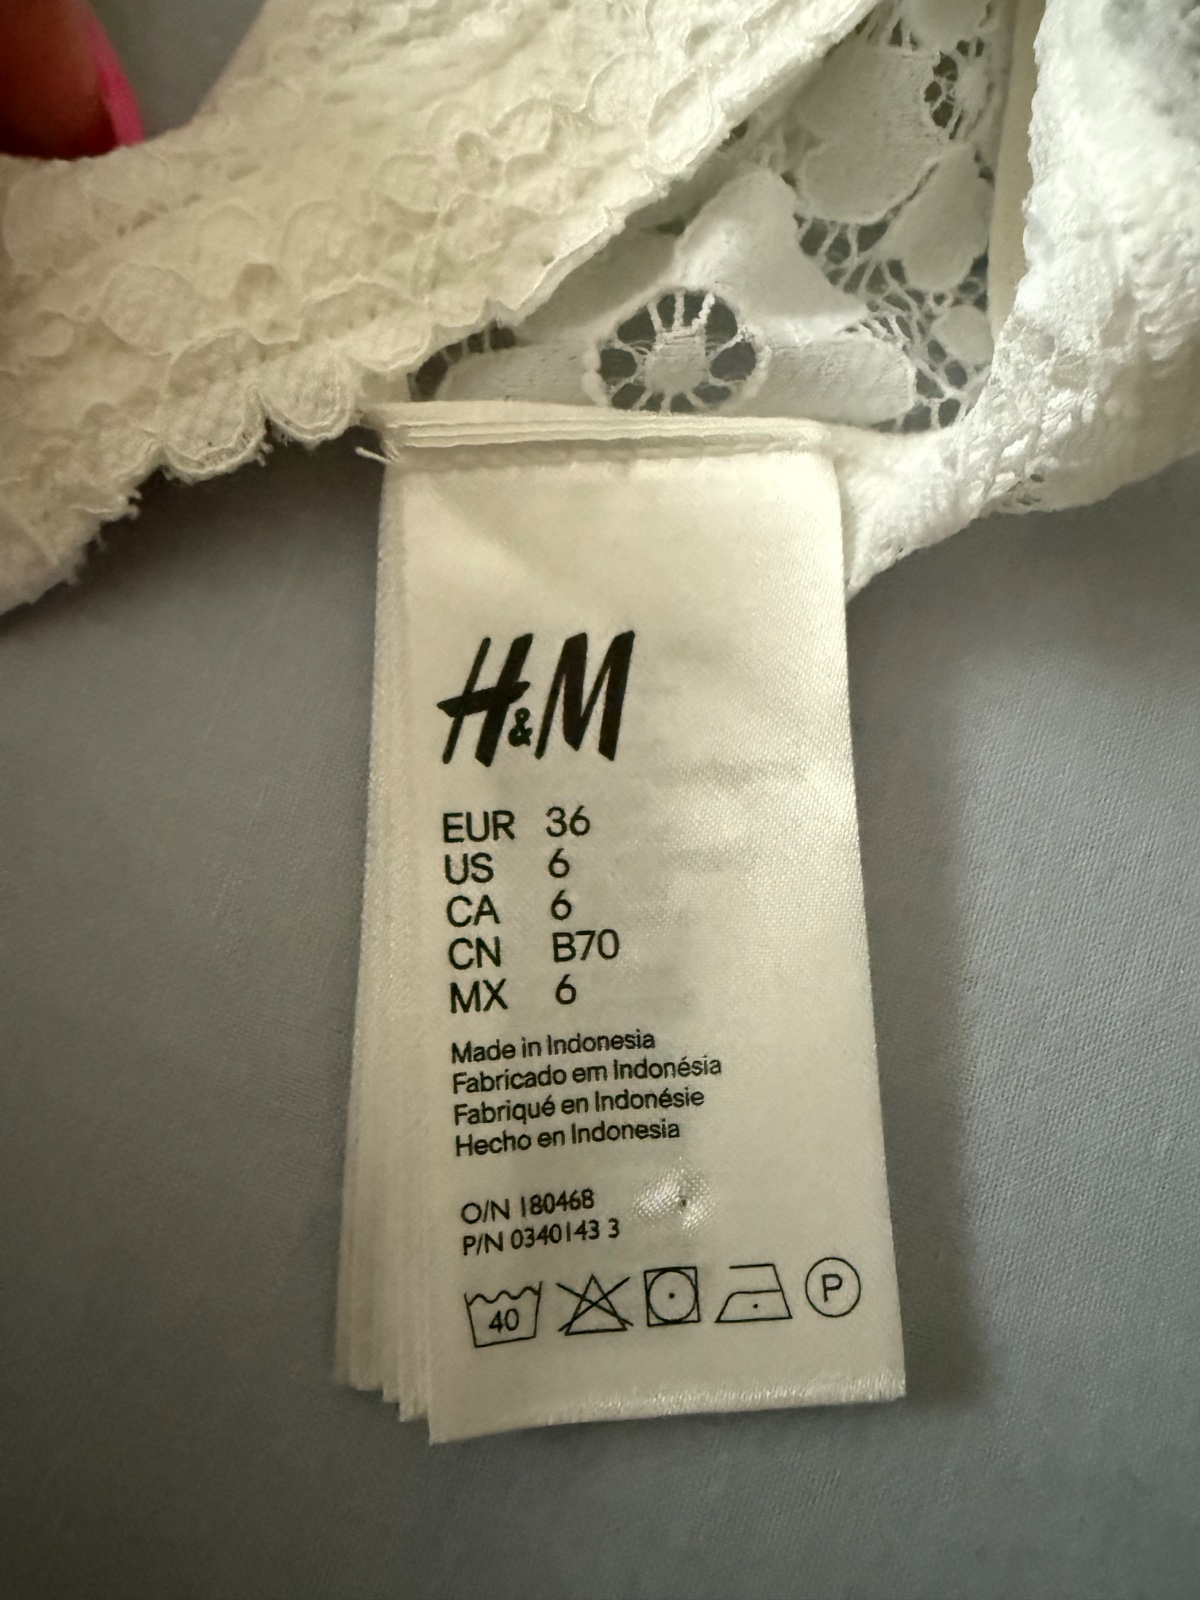 H&M
EUR 36
US 6
CA 6
CN B70
MX 6
Made in Indonesia
Fabricado em Indonésia
Fabriqué en Indonésie
Hecho en Indonesia
O/N 180468
P/N 0340143 3
40 P